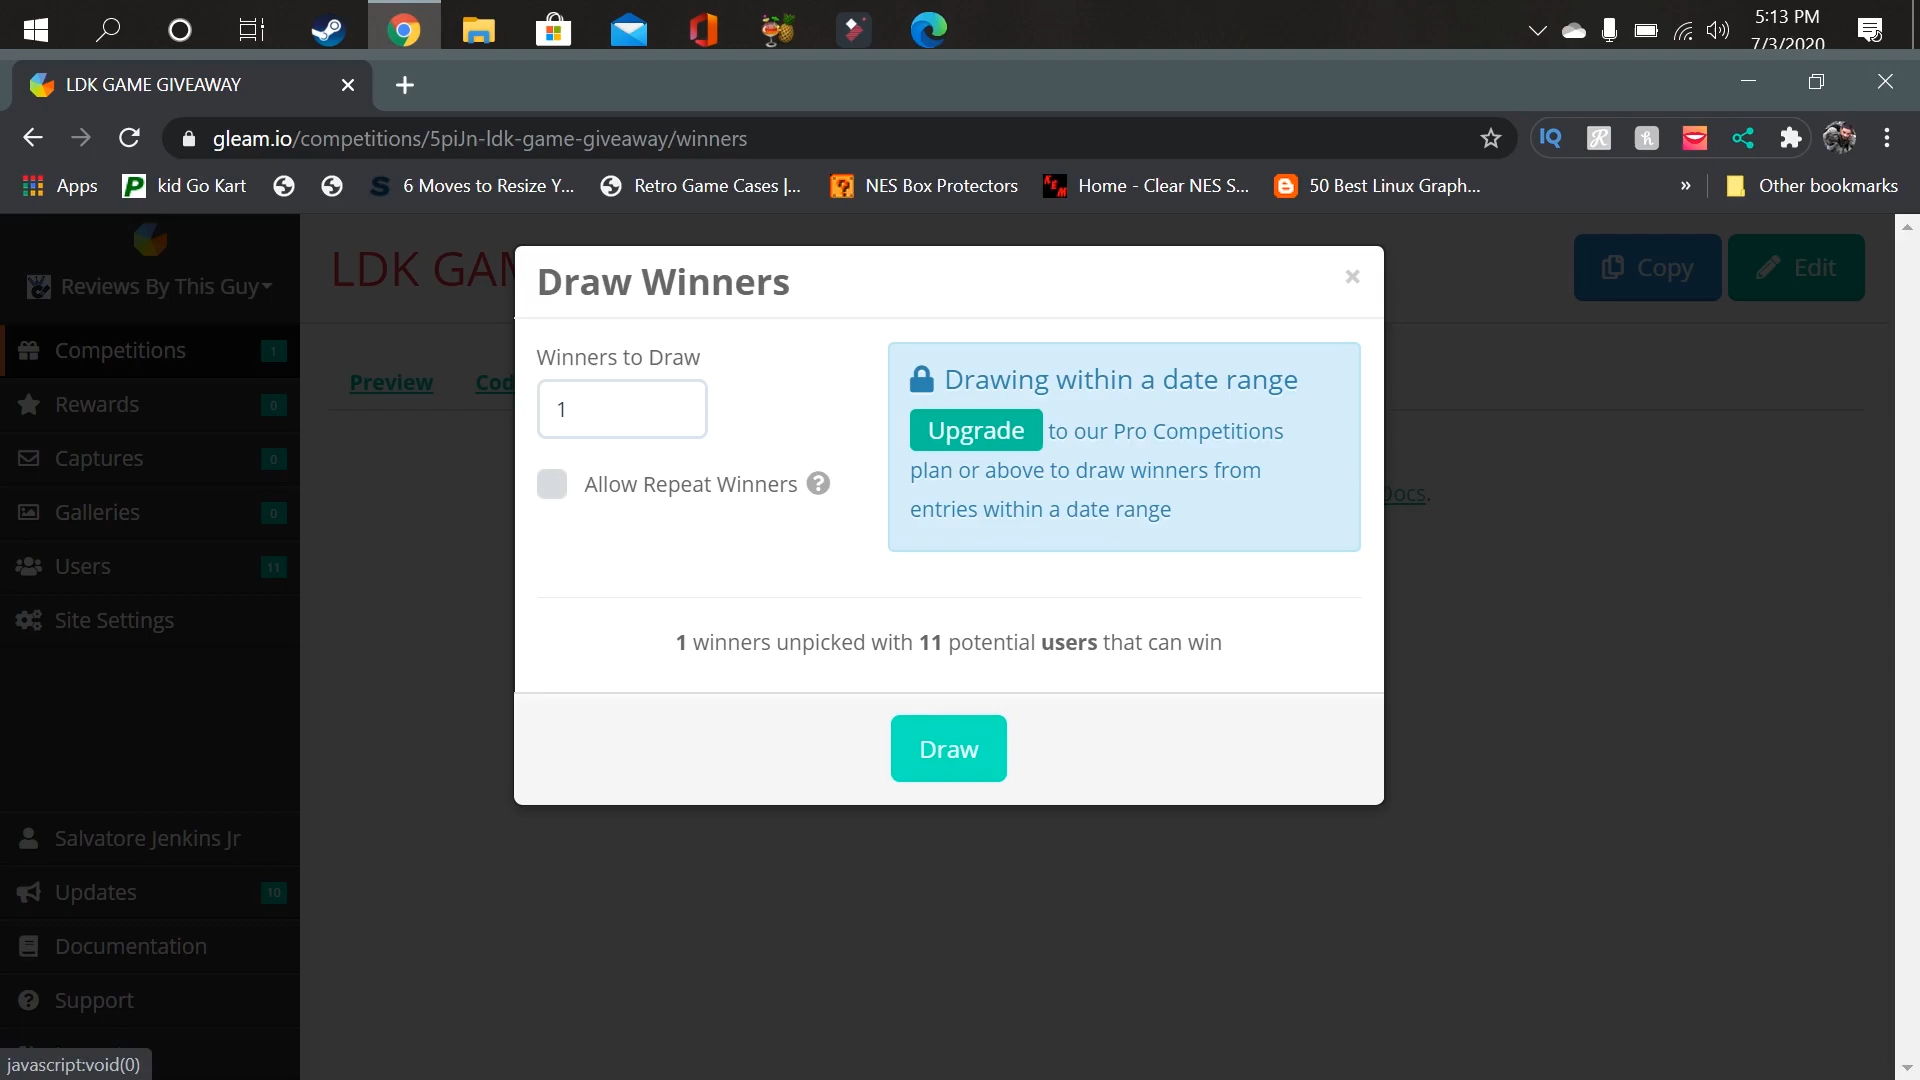 5:13 PM
7/3/2020
LDK GAME GIVEAWAY
gleam.io/competitions/5piJn-ldk-game-giveaway/winners
Apps
kid Go Kart
6 Moves to Resize Y...
Retro Game Cases |...
NES Box Protectors
Home - Clear NES S...
50 Best Linux Graph...
»
Other bookmarks
Reviews By This Guy
Competitions 1
Rewards 0
Captures 0
Galleries 0
Users 11
Site Settings
Salvatore Jenkins Jr
Updates 10
Documentation
Support
javascript:void(0)
LDK GAM
Copy
Edit
Preview
Cod
Docs.
Draw Winners
×
Winners to Draw
1
Allow Repeat Winners ?
Drawing within a date range
Upgrade to our Pro Competitions
plan or above to draw winners from
entries within a date range
1 winners unpicked with 11 potential users that can win
Draw